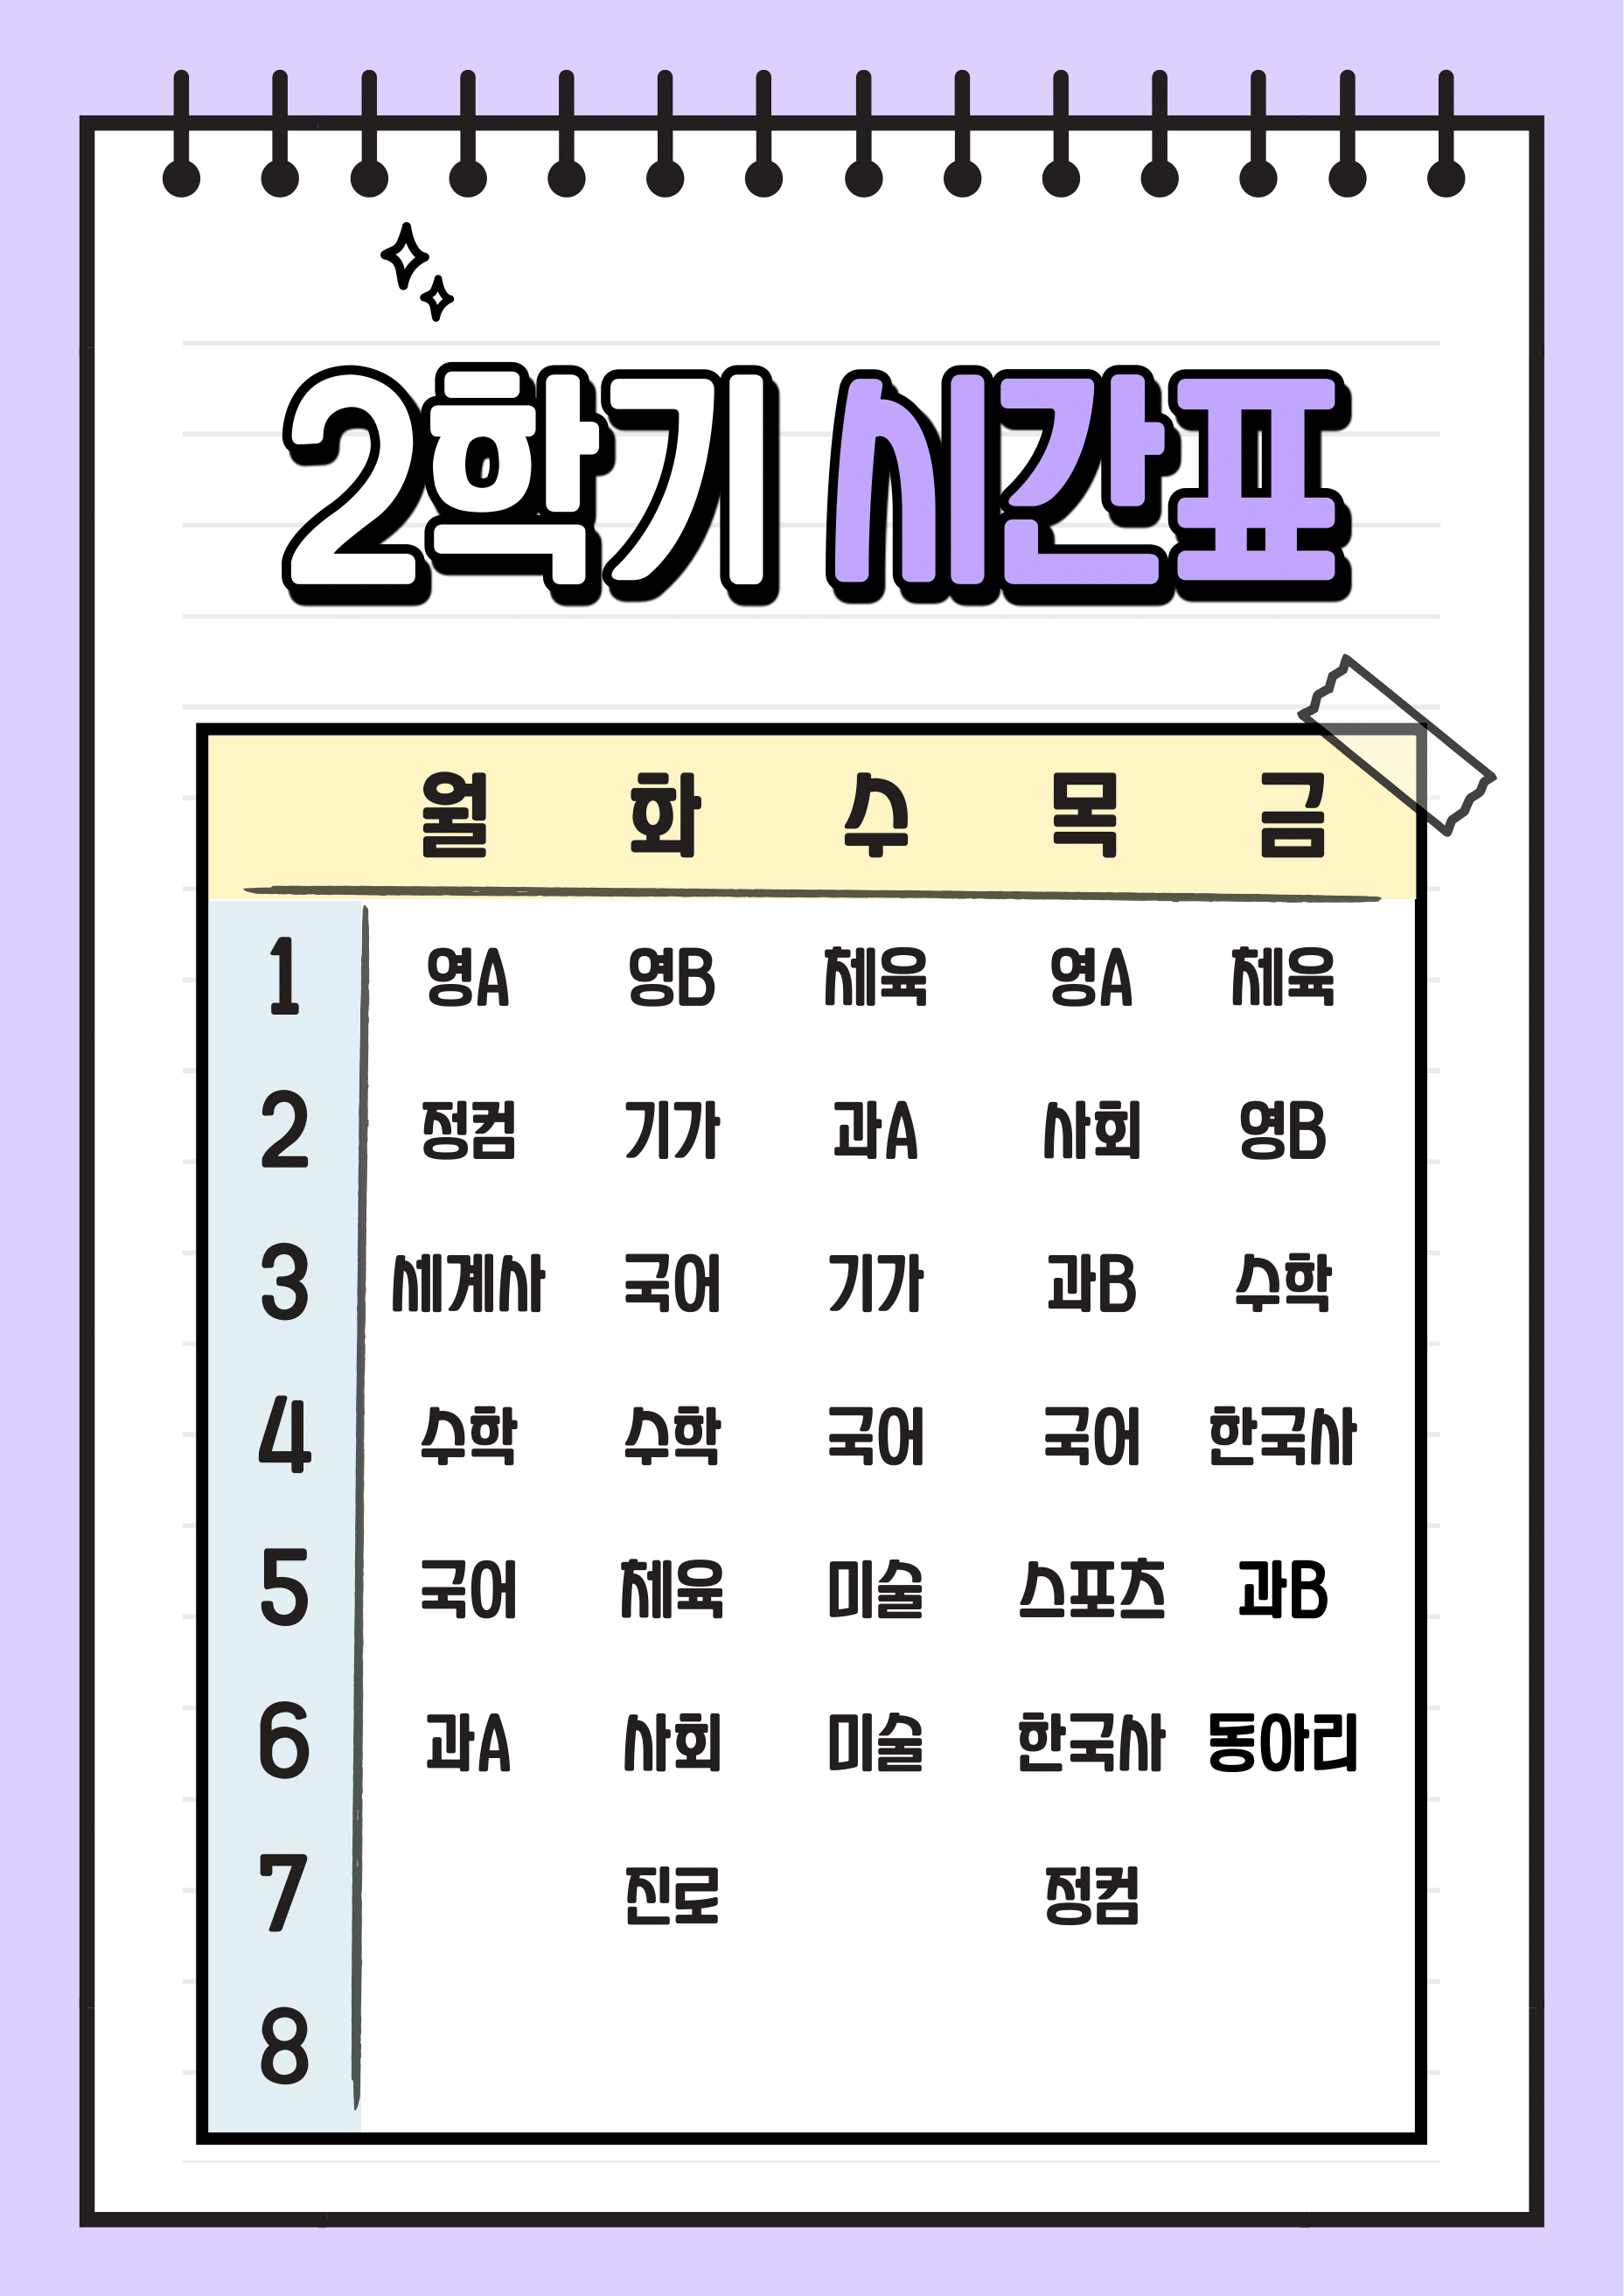 2학기 시간표
월 화 수 목 금
1 영A 영B 체육 영A 체육
2 정컴 기가 과A 사회 영B
3 세계사 국어 기가 과B 수학
4 수학 수학 국어 국어 한국사
5 국어 체육 미술 스포츠 과B
6 과A 사회 미술 한국사 동아리
7 진로 정컴
8